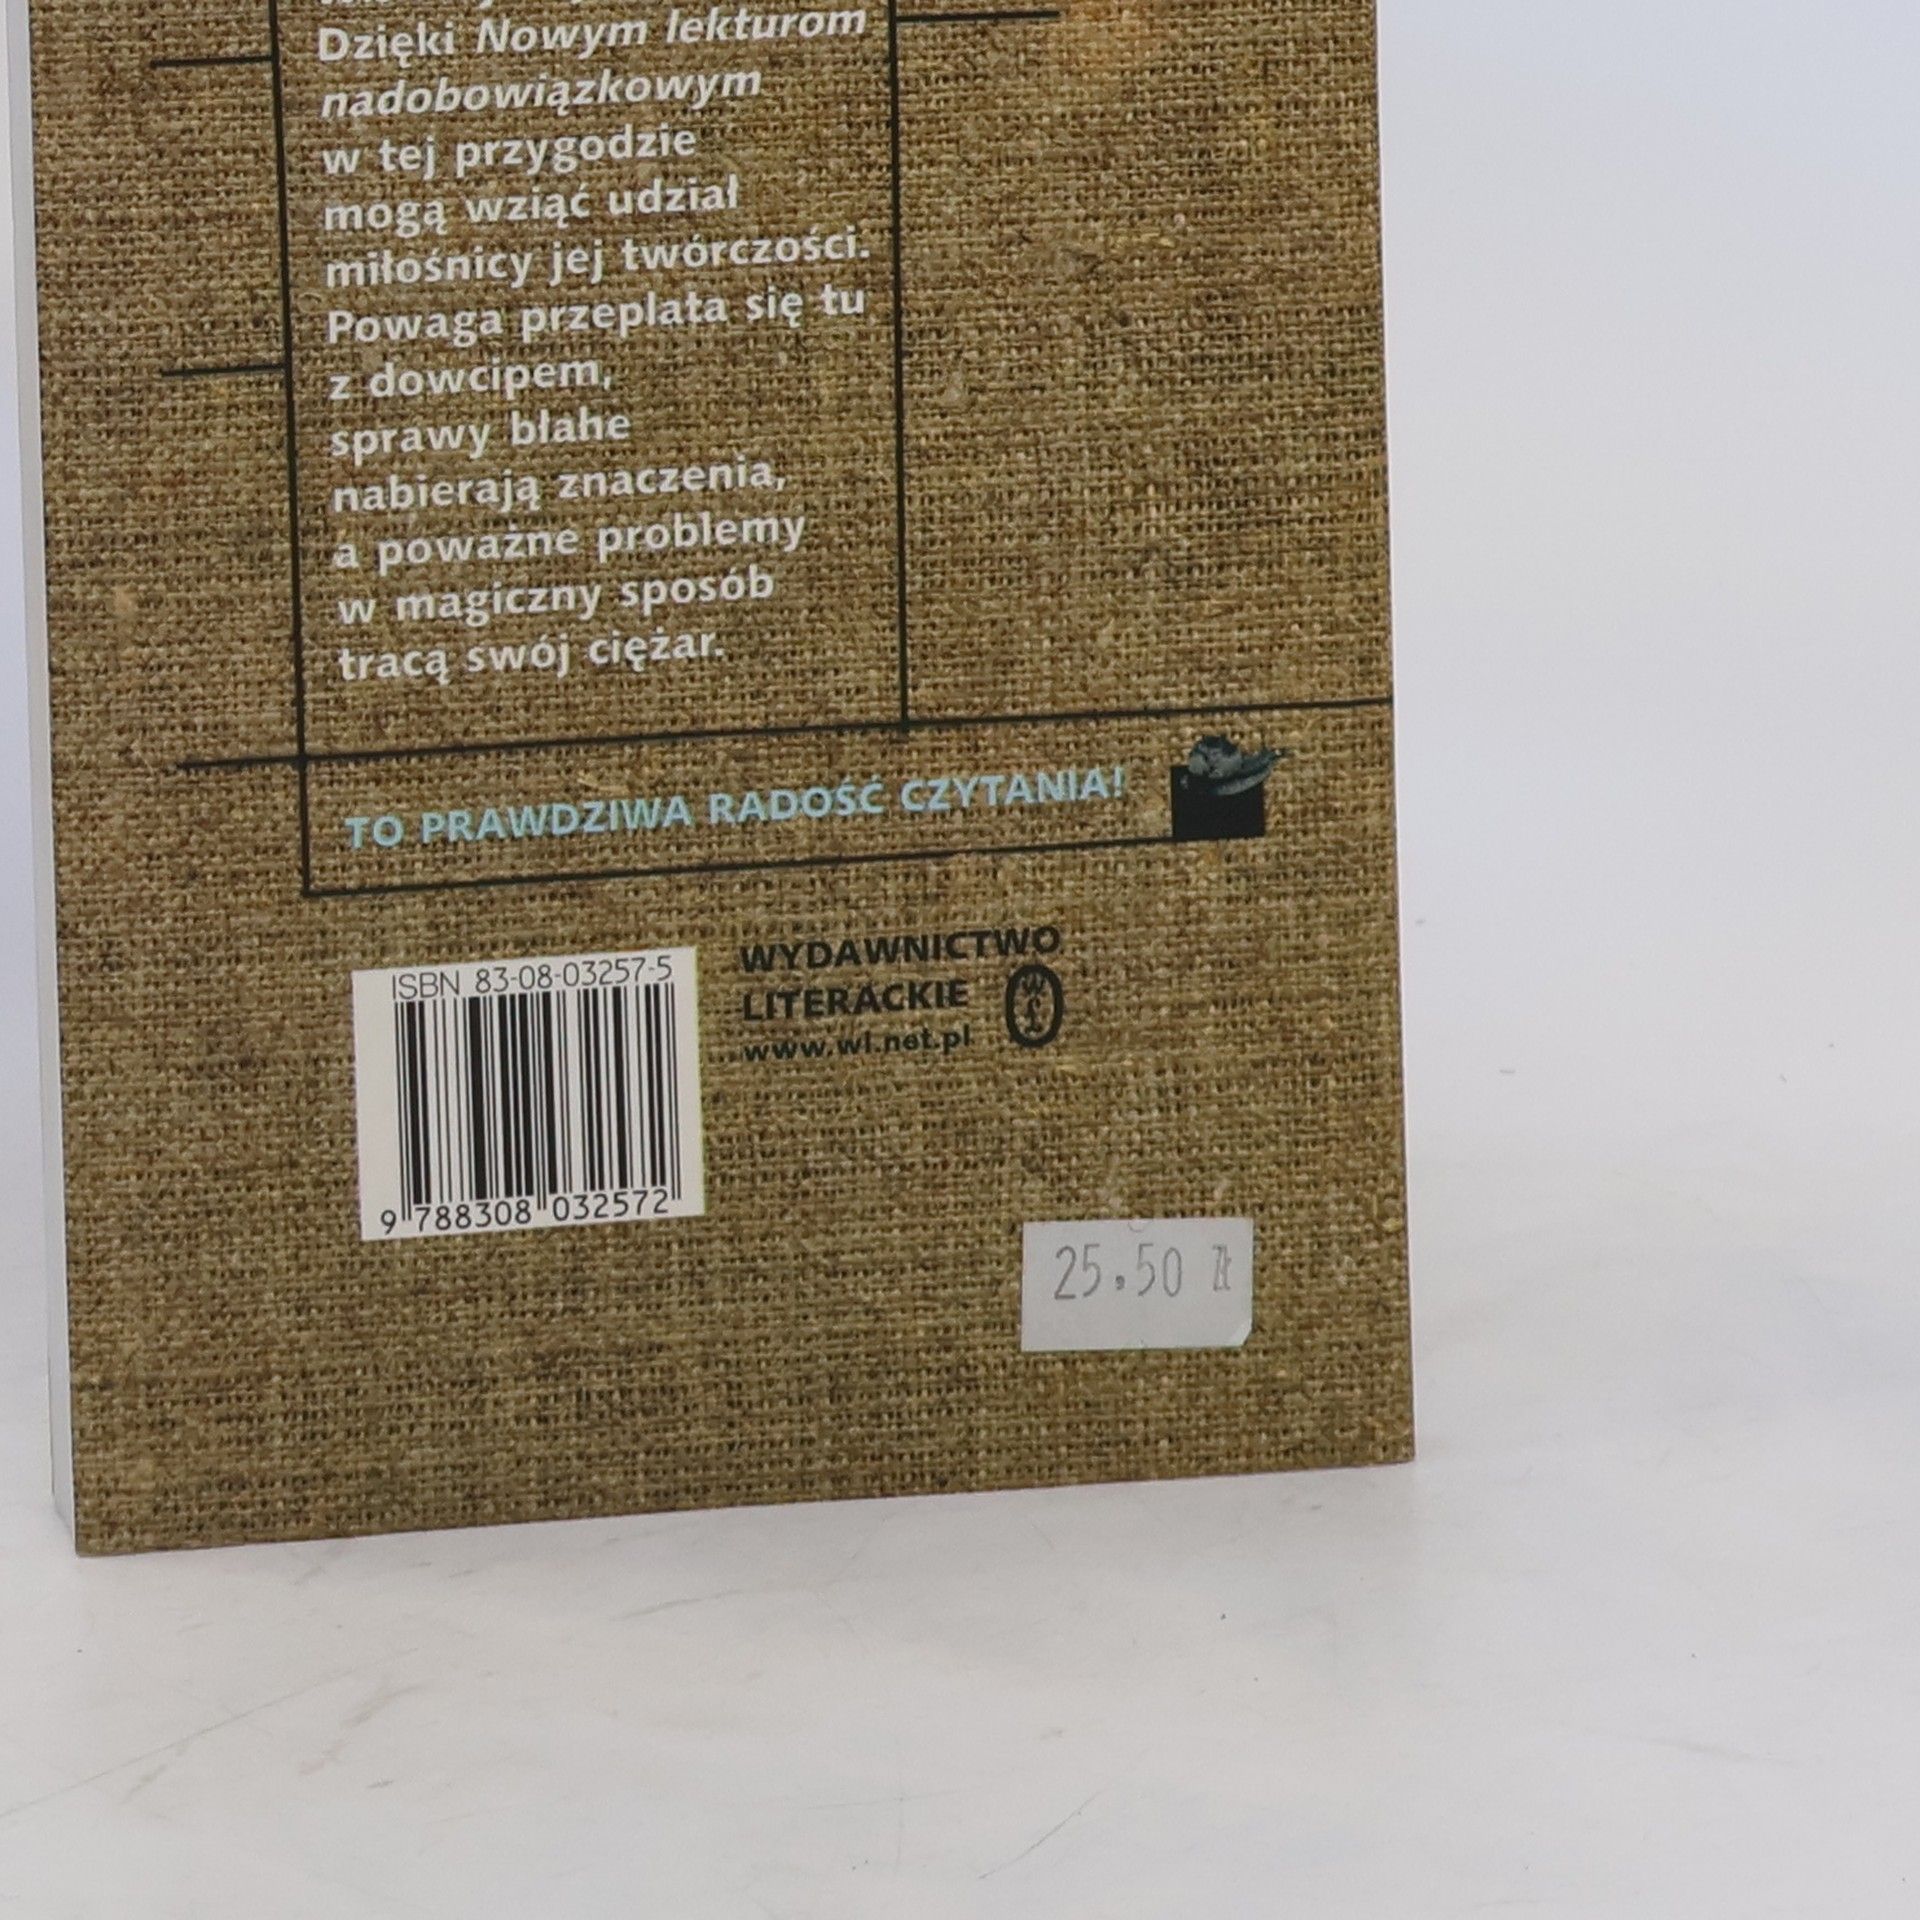 Dzięki Nowym lekturom
nadobowiązkowym
w tej przygodzie
mogą wziąć udział
miłośnicy jej twórczości.
Powaga przeplata się tu
z dowcipem,
sprawy błahe
nabierają znaczenia,
a poważne problemy
w magiczny sposób
tracą swój ciężar.
TO PRAWDZIWA RADOŚĆ CZYTANIA!
WYDAWNICTWO
LITERACKIE
www.wl.net.pl
ISBN 83-08-03257-5
9 788308 032572
25.50 zł